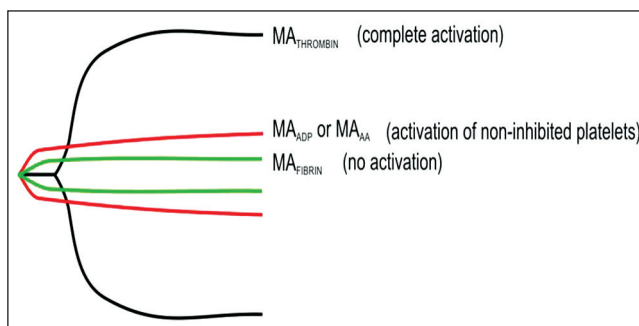 MATHROMBIN (complete activation)
MAADP or MAAA (activation of non-inhibited platelets)
MAFIBRIN (no activation)